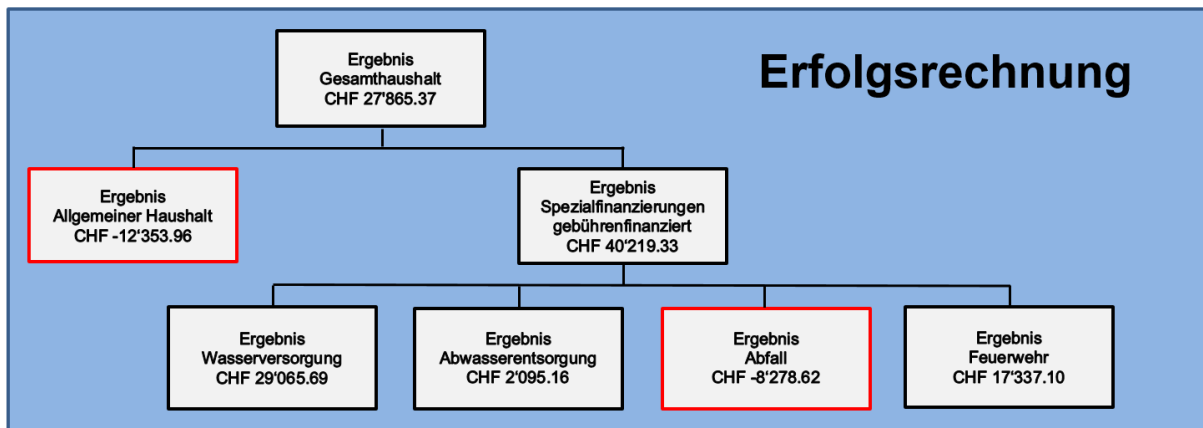 Erfolgsrechnung
Ergebnis
Gesamthaushalt
CHF 27'865.37
Ergebnis
Allgemeiner Haushalt
CHF -12‘353.96
Ergebnis
Spezialfinanzierungen
gebührenfinanziert
CHF 40‘219.33
Ergebnis
Wasserversorgung
CHF 29‘065.69
Ergebnis
Abwasserentsorgung
CHF 2‘095.16
Ergebnis
Abfall
CHF -8‘278.62
Ergebnis
Feuerwehr
CHF 17‘337.10